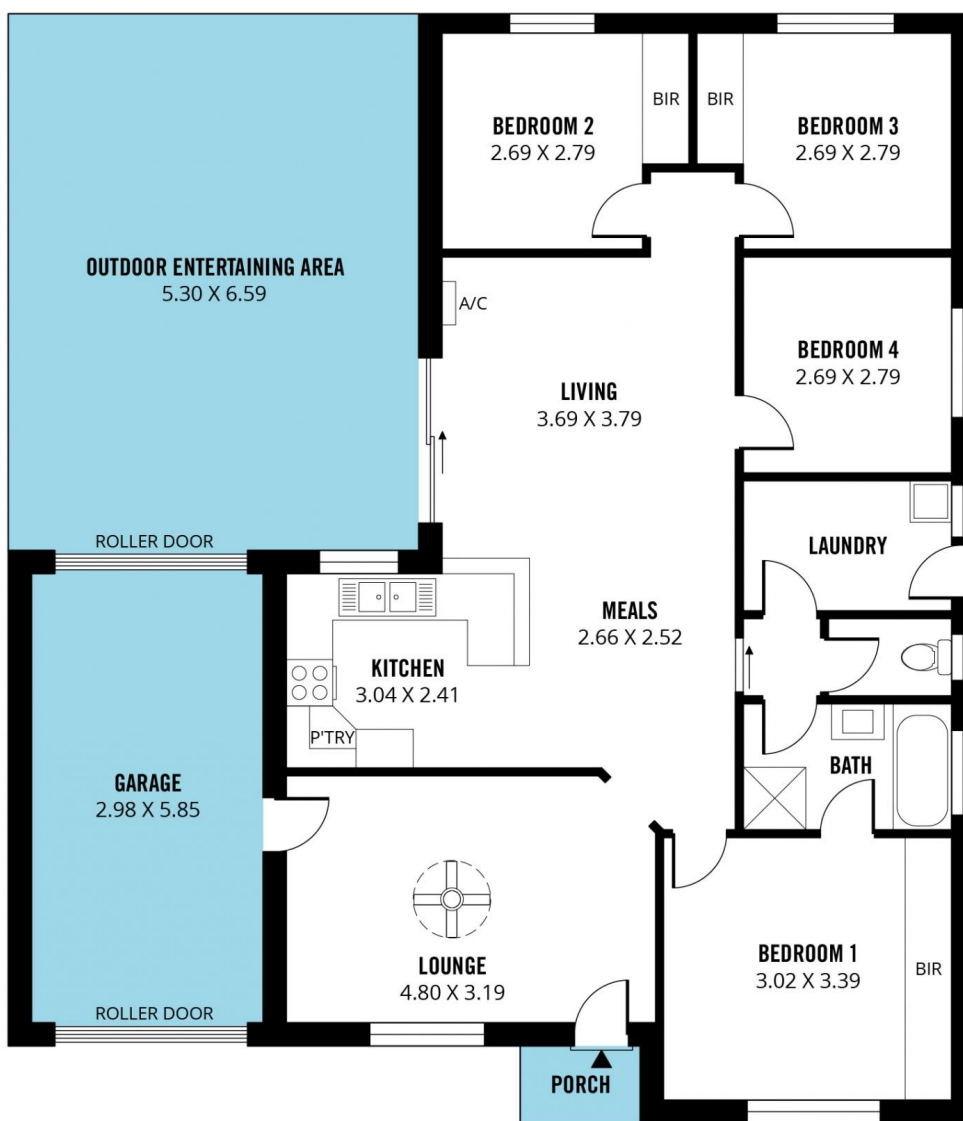 BEDROOM 2
2.69 X 2.79
BIR
BIR
BEDROOM 3
2.69 X 2.79
OUTDOOR ENTERTAINING AREA
5.30 X 6.59
A/C
LIVING
3.69 X 3.79
BEDROOM 4
2.69 X 2.79
ROLLER DOOR
LAUNDRY
MEALS
2.66 X 2.52
KITCHEN
3.04 X 2.41
P'TRY
BATH
GARAGE
2.98 X 5.85
LOUNGE
4.80 X 3.19
BEDROOM 1
3.02 X 3.39
BIR
ROLLER DOOR
PORCH